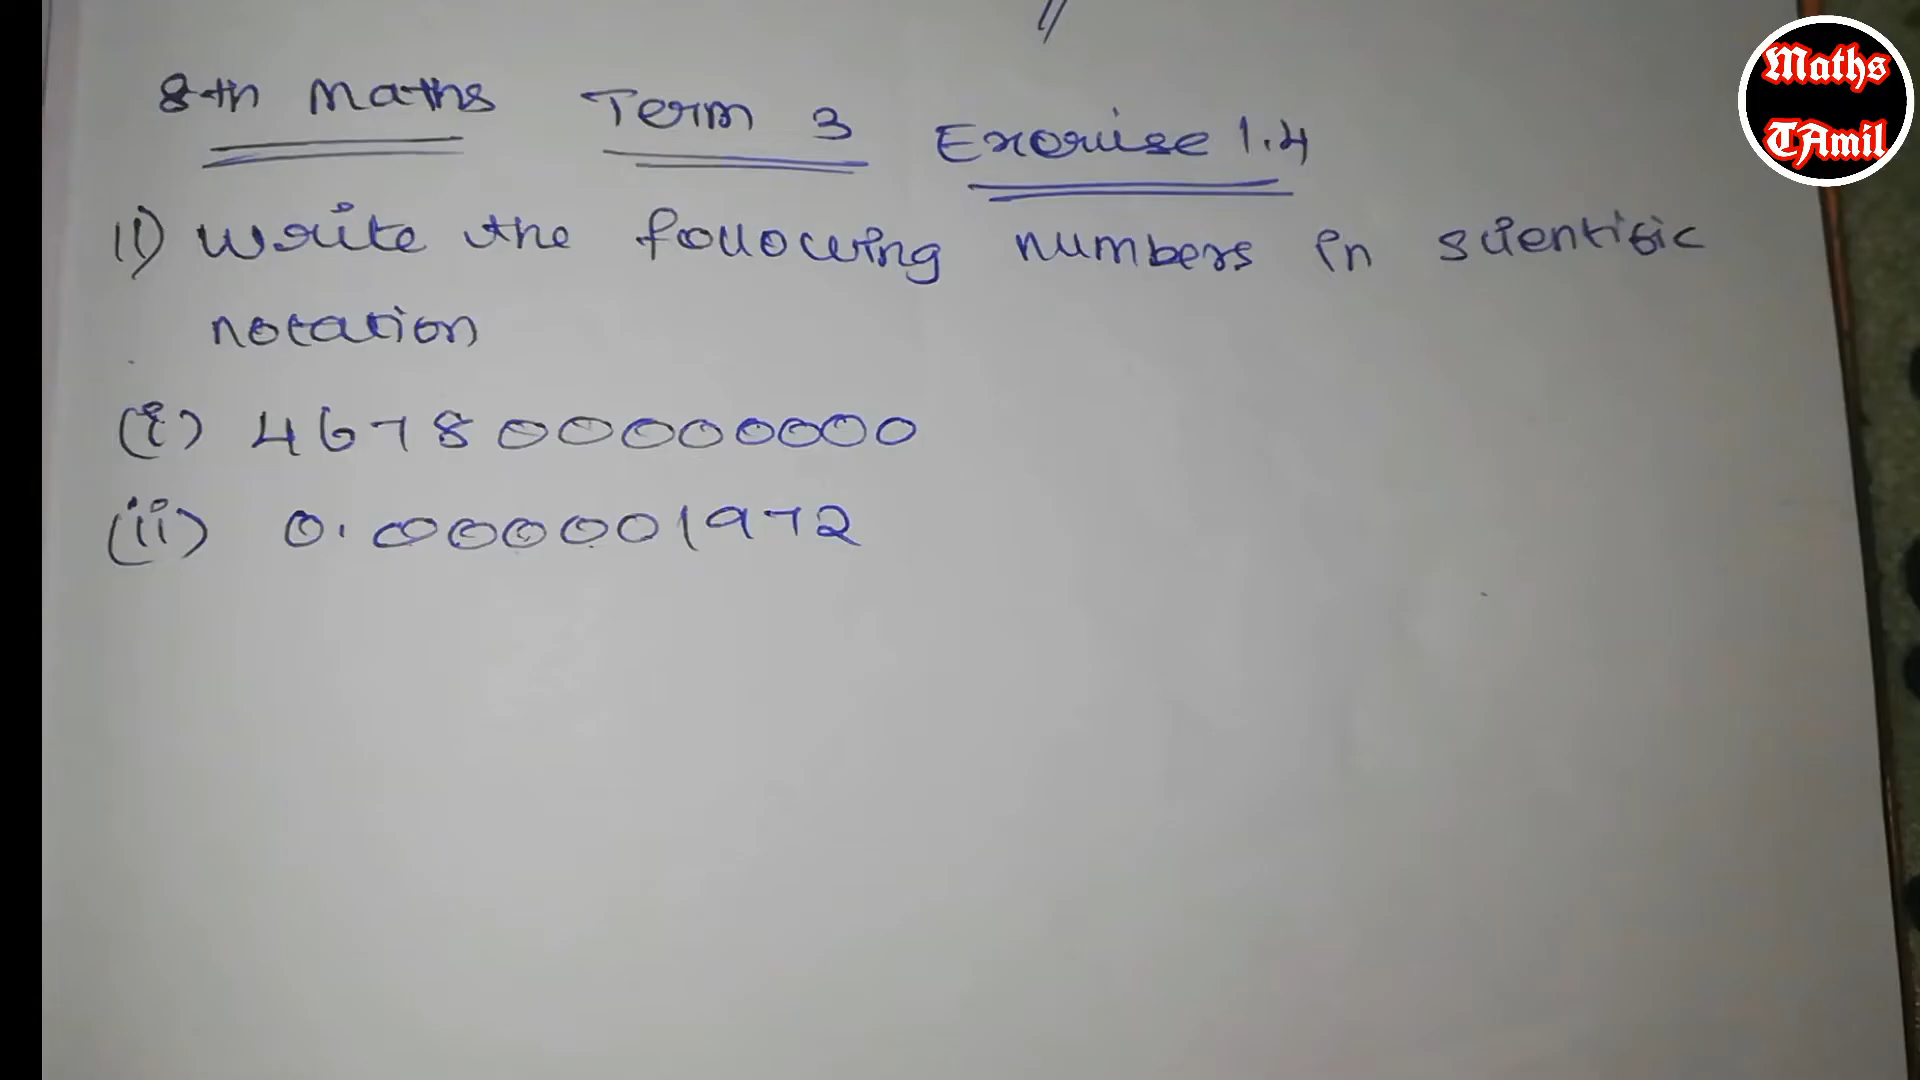 8th Maths Term 3 Exercise 1.4
11) Write the following numbers in scientific
notation
(i) 467800000000
(ii) 0.000001972
Maths
TAmil